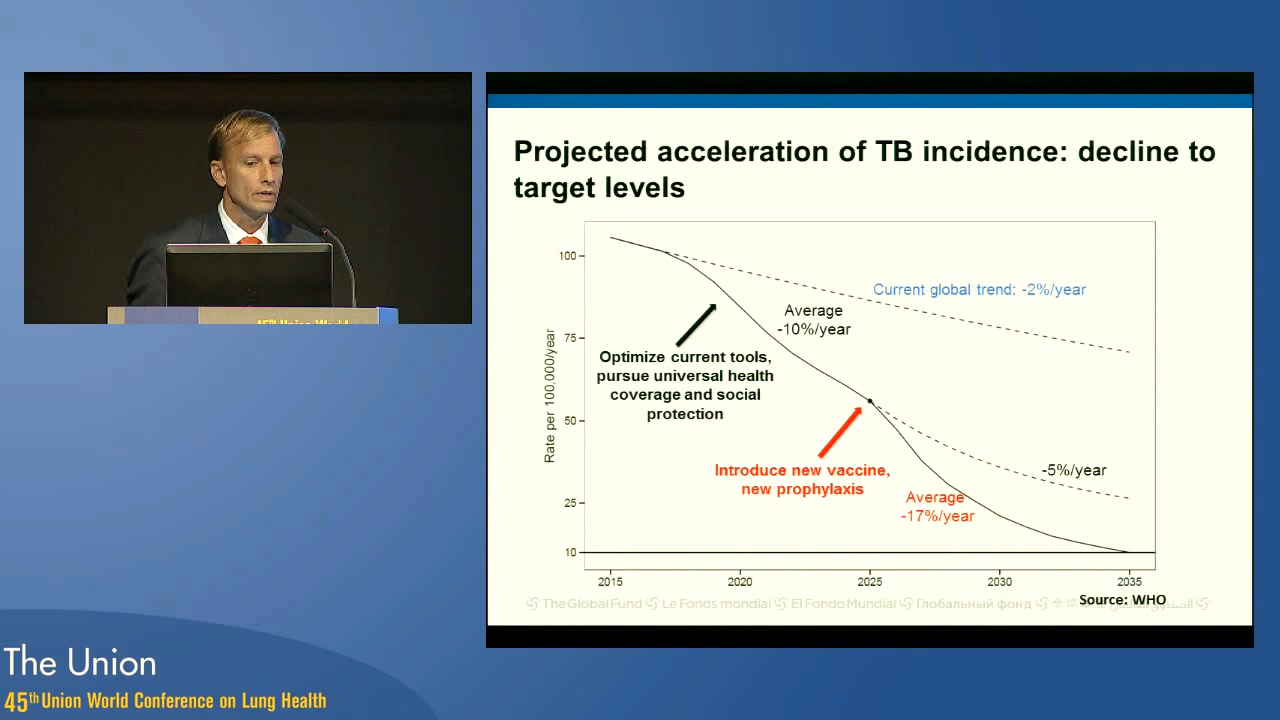 Projected acceleration of TB incidence: decline to
target levels
100
75
50
25
10
Rate per 100,000/year
Current global trend: -2%/year
Average
-10%/year
Optimize current tools,
pursue universal health
coverage and social
protection
Introduce new vaccine,
new prophylaxis
Average
-17%/year
-5%/year
2015
2020
2025
2030
2035
Source: WHO
The Global Fund Le Fonds mondial El Fondo Mundial Глобальный фонд
45th Union World
The Union
45th Union World Conference on Lung Health